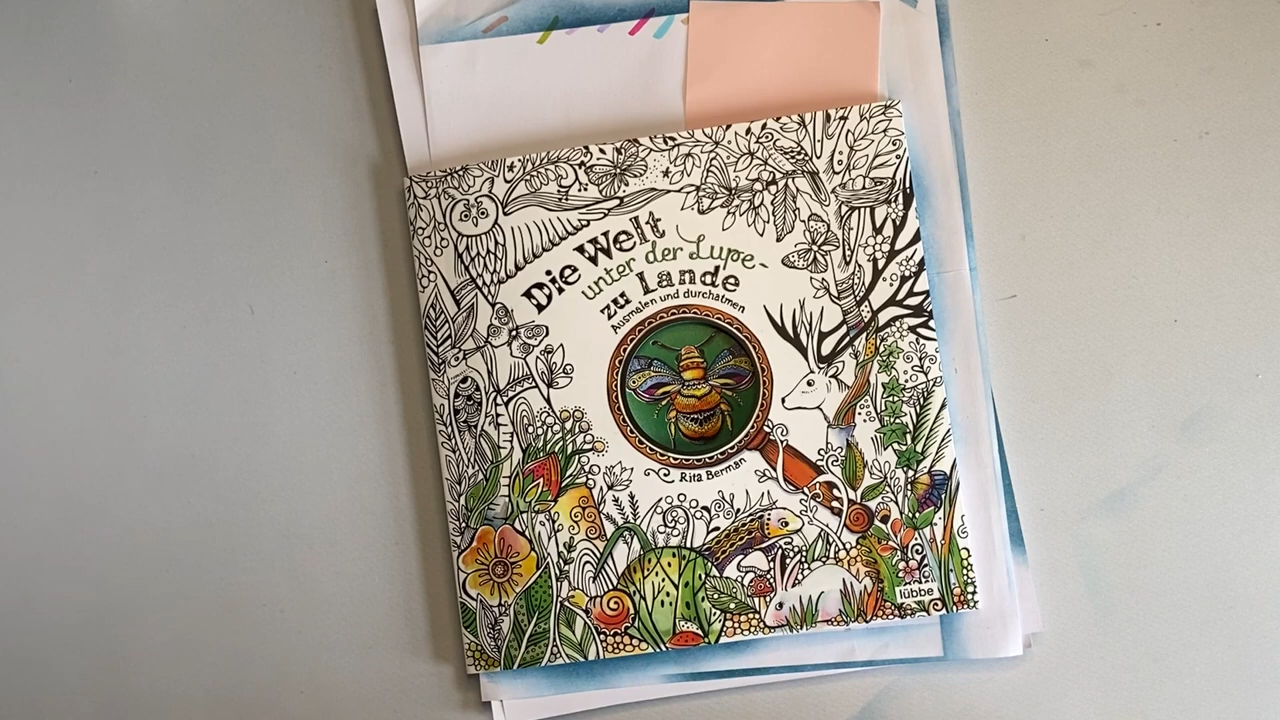 Die Welt
unter der Lupe-
zu Lande
Ausmalen und durchatmen
Rita Berman
lübbe